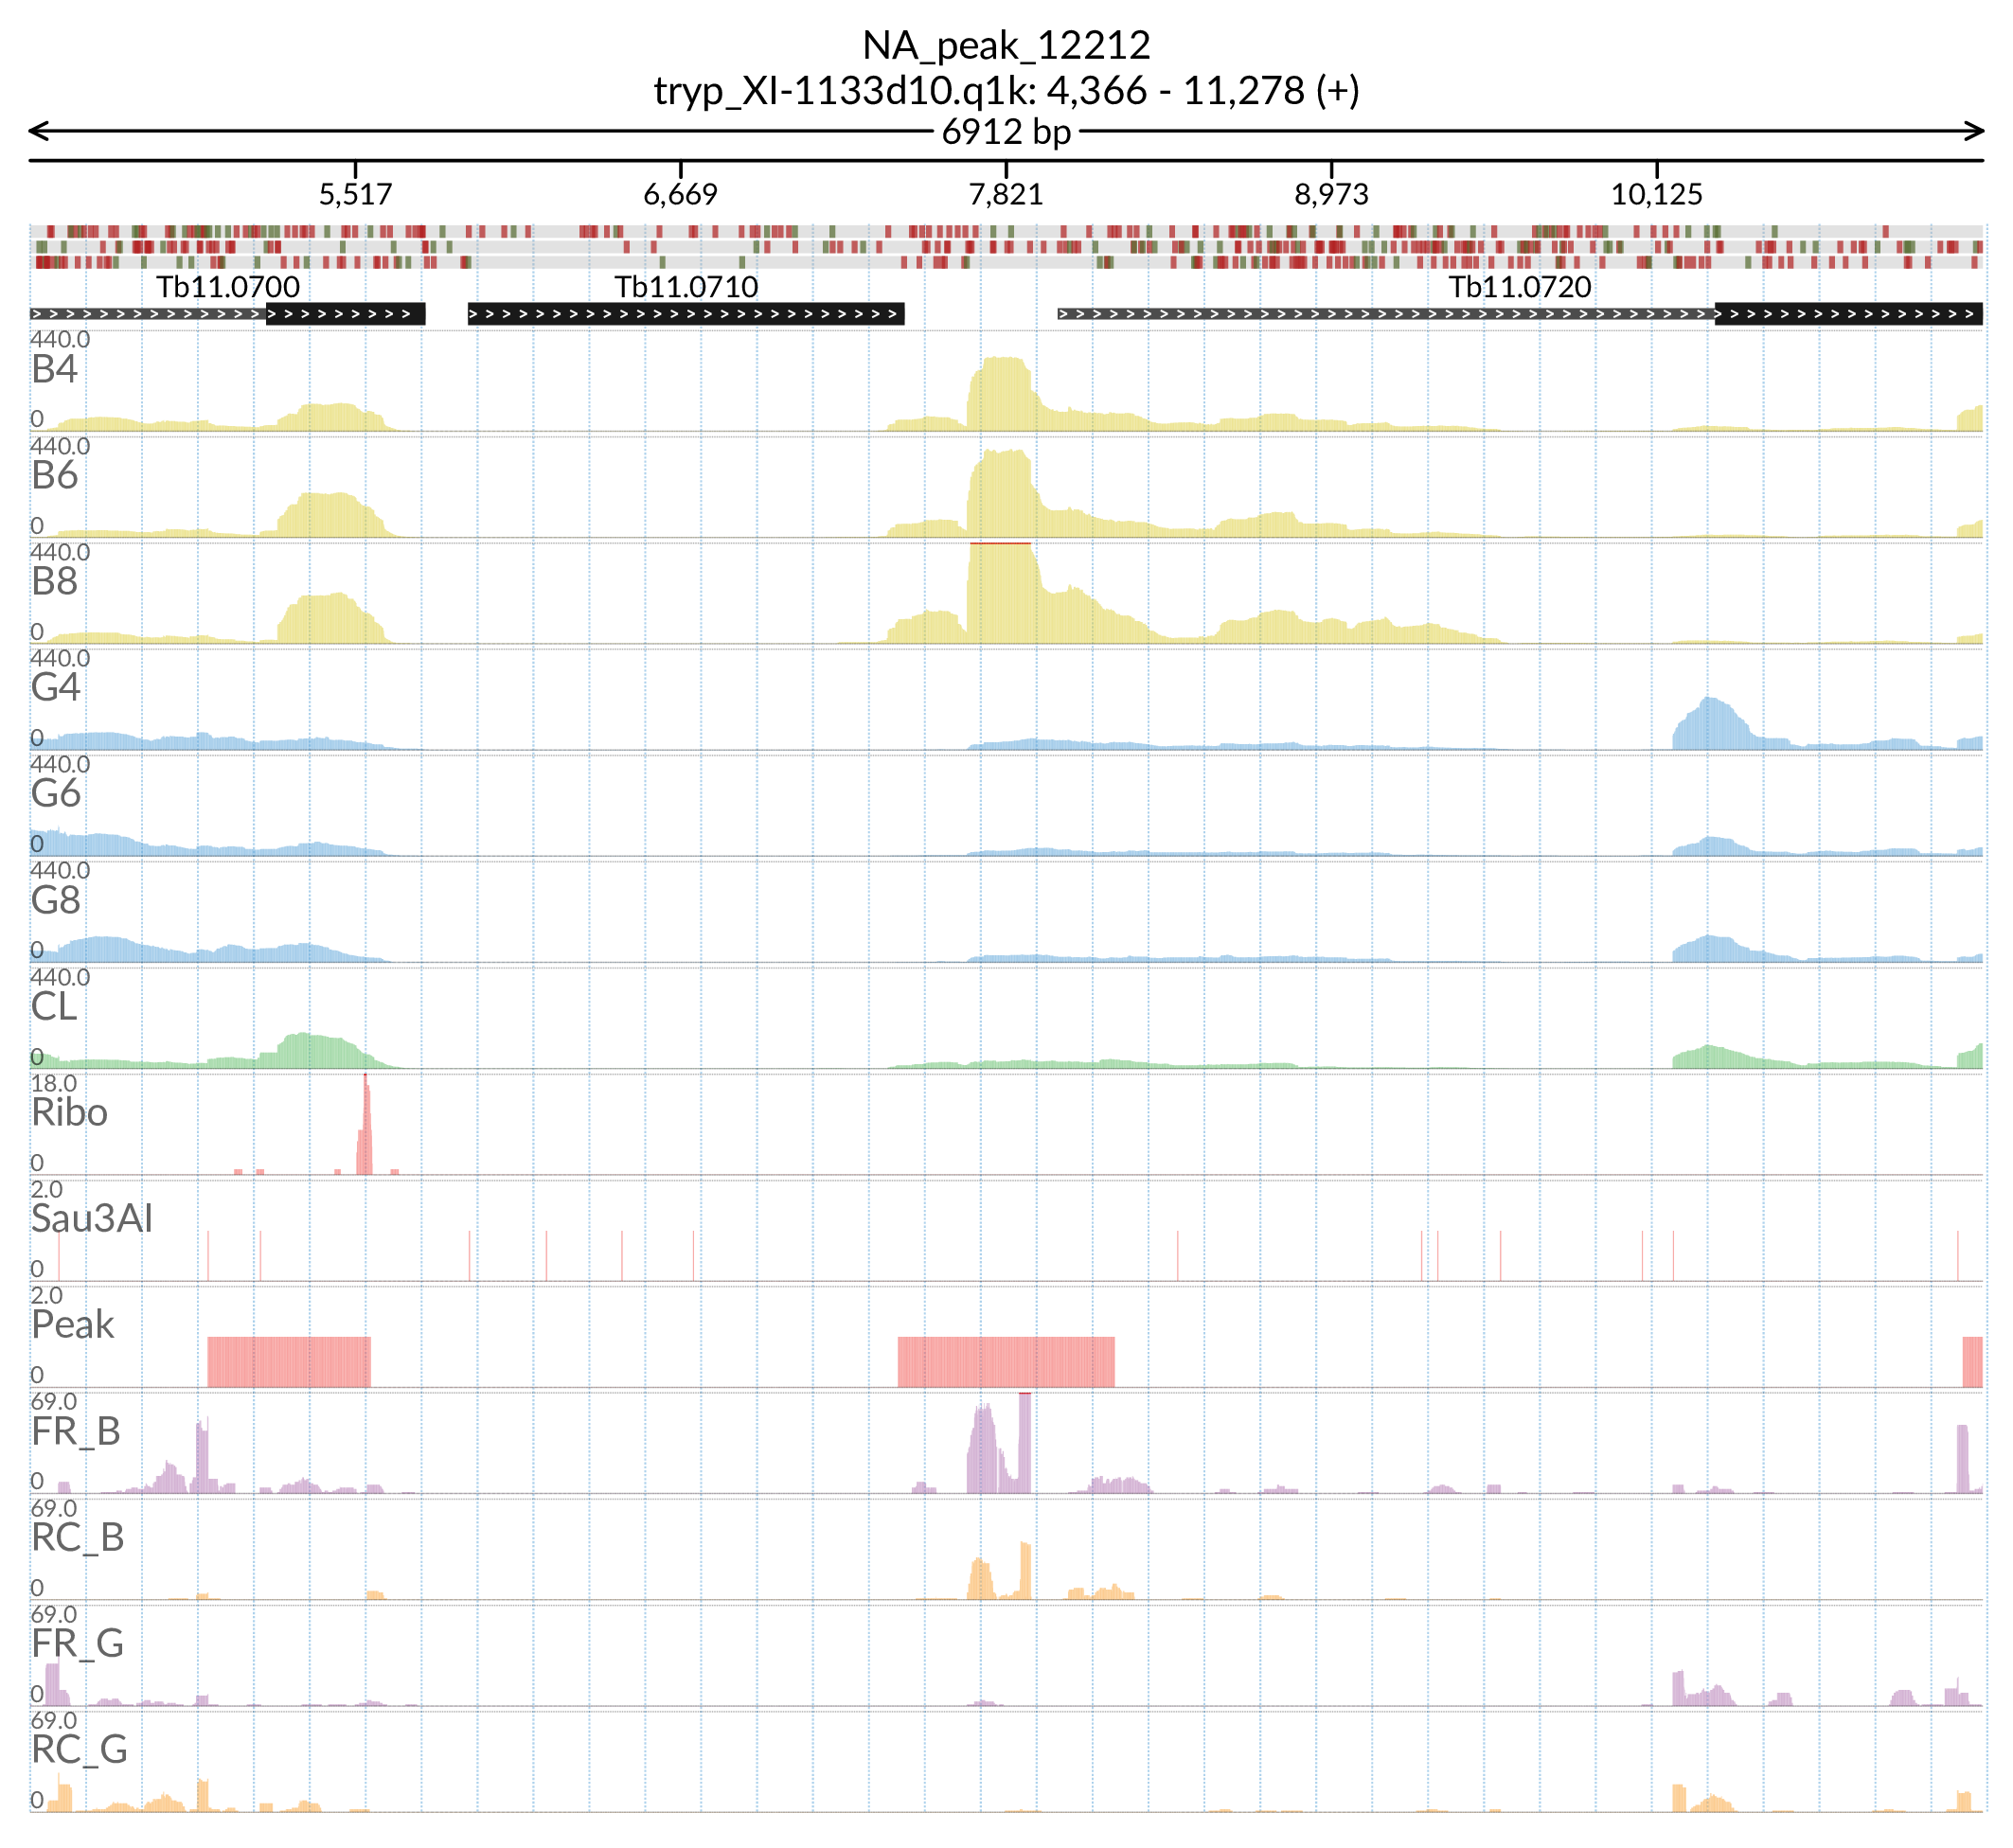 NA_peak_12212
tryp_XI-1133d10.q1k: 4,366 - 11,278 (+)
6912 bp
5,517 6,669 7,821 8,973 10,125
Tb11.0700 Tb11.0710 Tb11.0720
440.0
B4
0
440.0
B6
0
440.0
B8
0
440.0
G4
0
440.0
G6
0
440.0
G8
0
440.0
CL
0
18.0
Ribo
0
2.0
Sau3AI
0
2.0
Peak
0
69.0
FR_B
0
69.0
RC_B
0
69.0
FR_G
0
69.0
RC_G
0